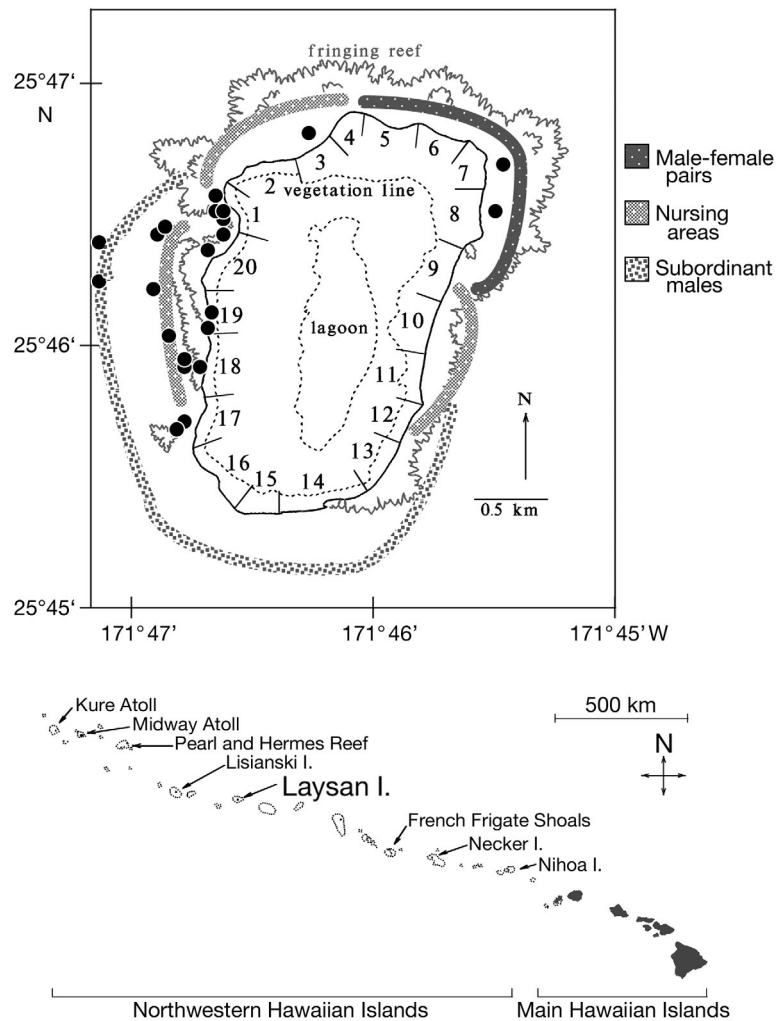 fringing reef
25°47‘
N
4
5
3
6
7
2
vegetation line
1
8
20
9
19
lagoon
10
25°46‘
18
11
17
12
16
13
15
14
N
0.5 km
25°45‘
171°47’
171°46’
171°45’W
Male-female
pairs
Nursing
areas
Subordinant
males
Kure Atoll
Midway Atoll
Pearl and Hermes Reef
Lisianski I.
Laysan I.
French Frigate Shoals
Necker I.
Nihoa I.
500 km
N
Northwestern Hawaiian Islands
Main Hawaiian Islands